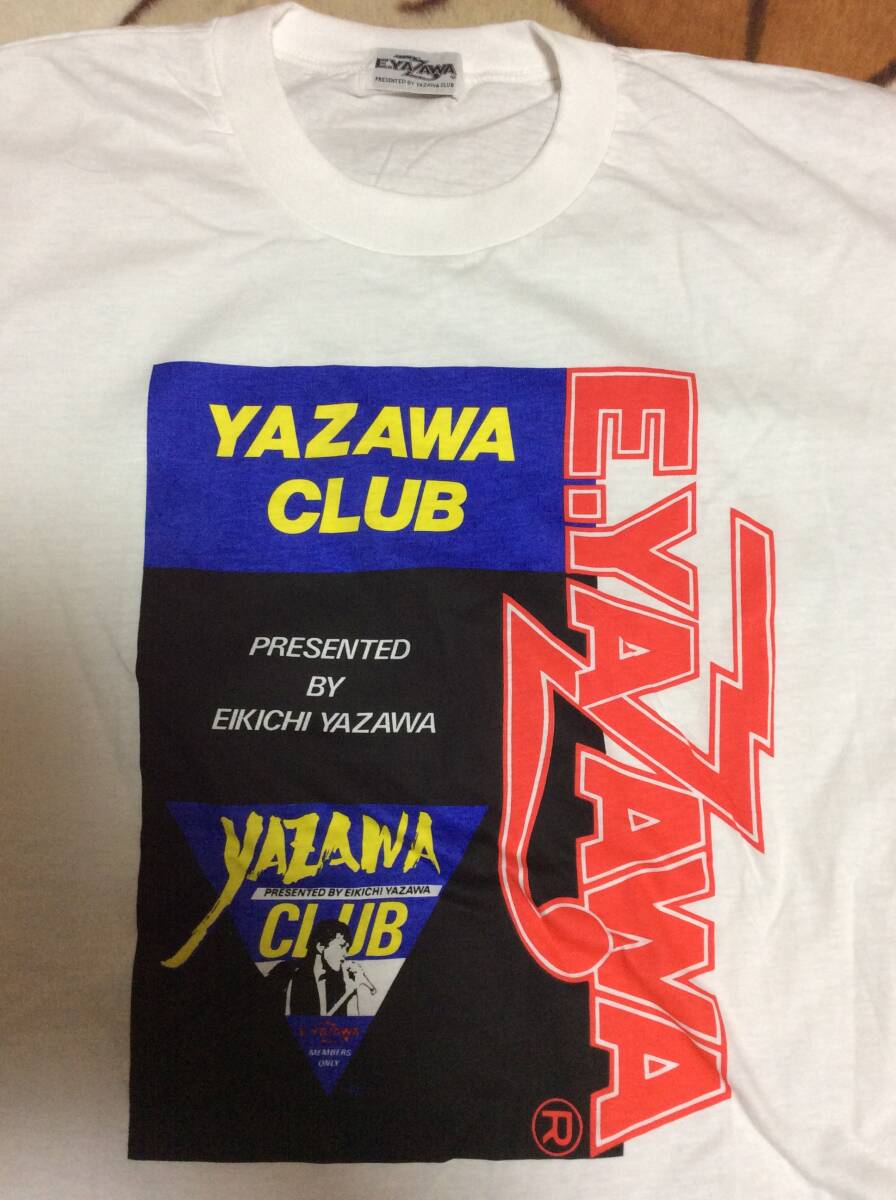 E.YAZAWA
PRESENTED BY YAZAWA CLUB
YAZAWA
CLUB
PRESENTED
BY
EIKICHI YAZAWA
YAZAWA
PRESENTED BY EIKICHI YAZAWA
CLUB
E.YAZAWA
MEMBERS
ONLY
E.YAZAWA
®